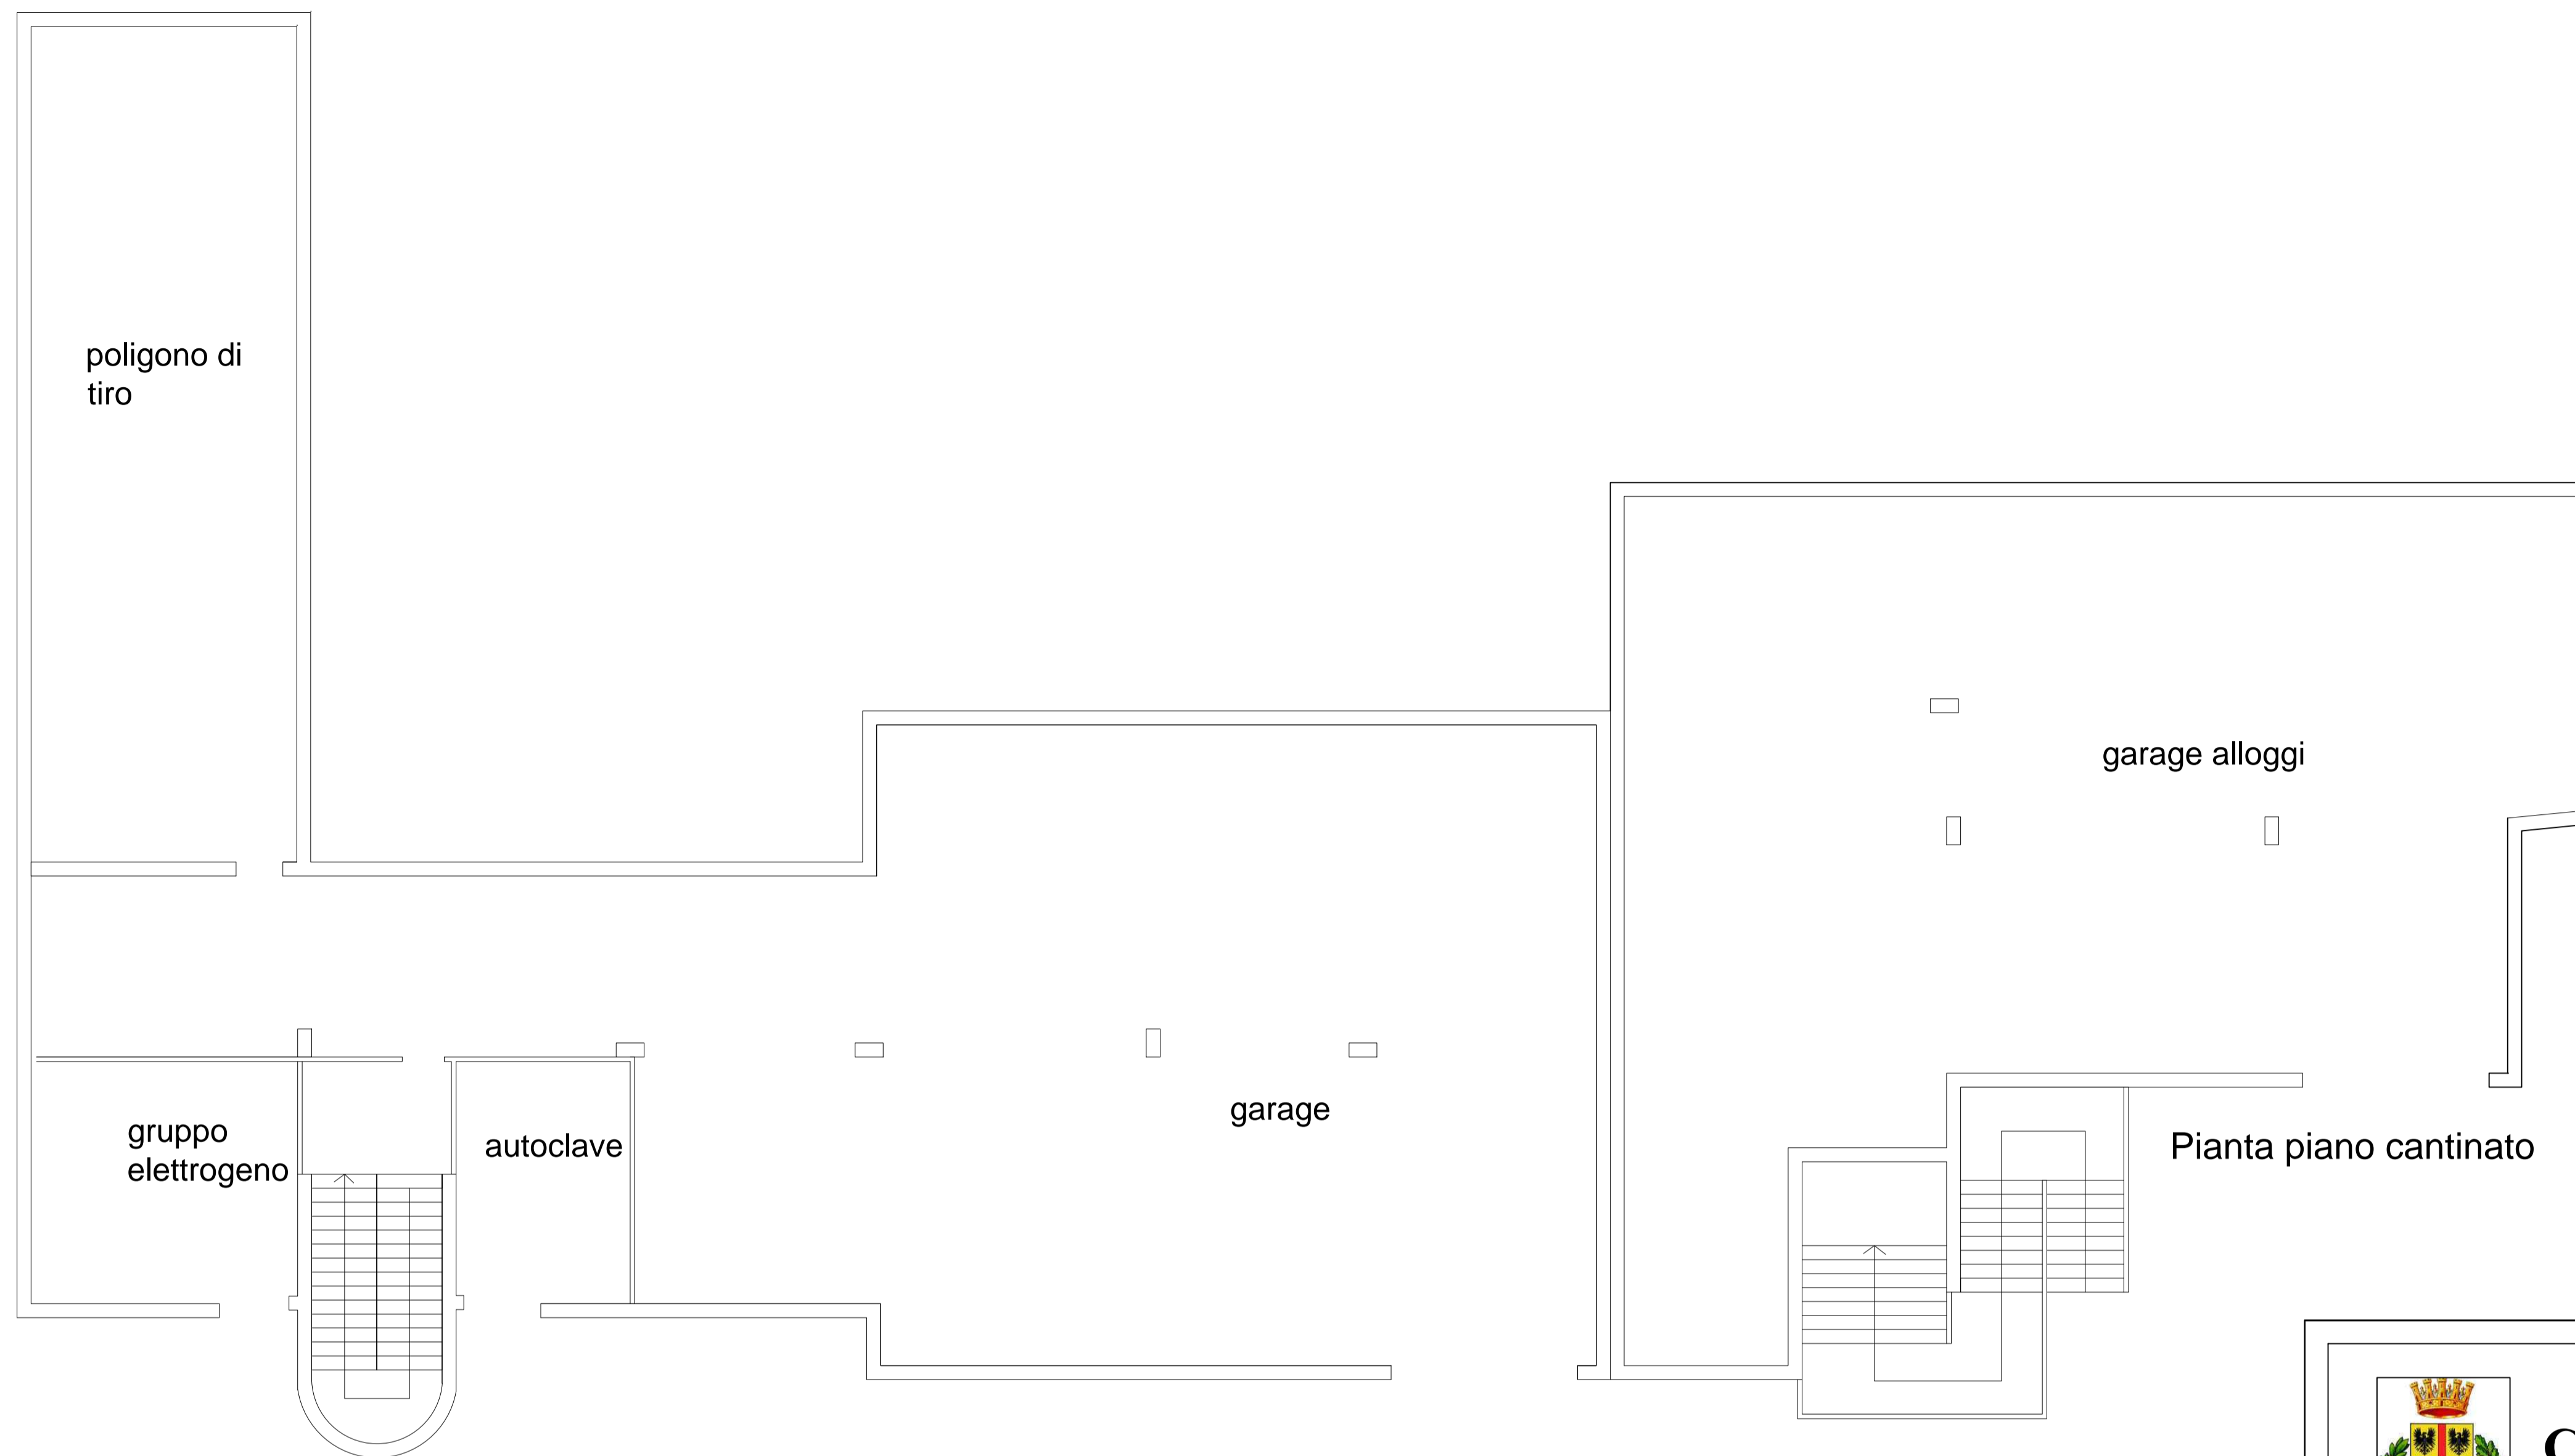 poligono di
tiro
garage alloggi
garage
gruppo
elettrogeno
autoclave
Pianta piano cantinato